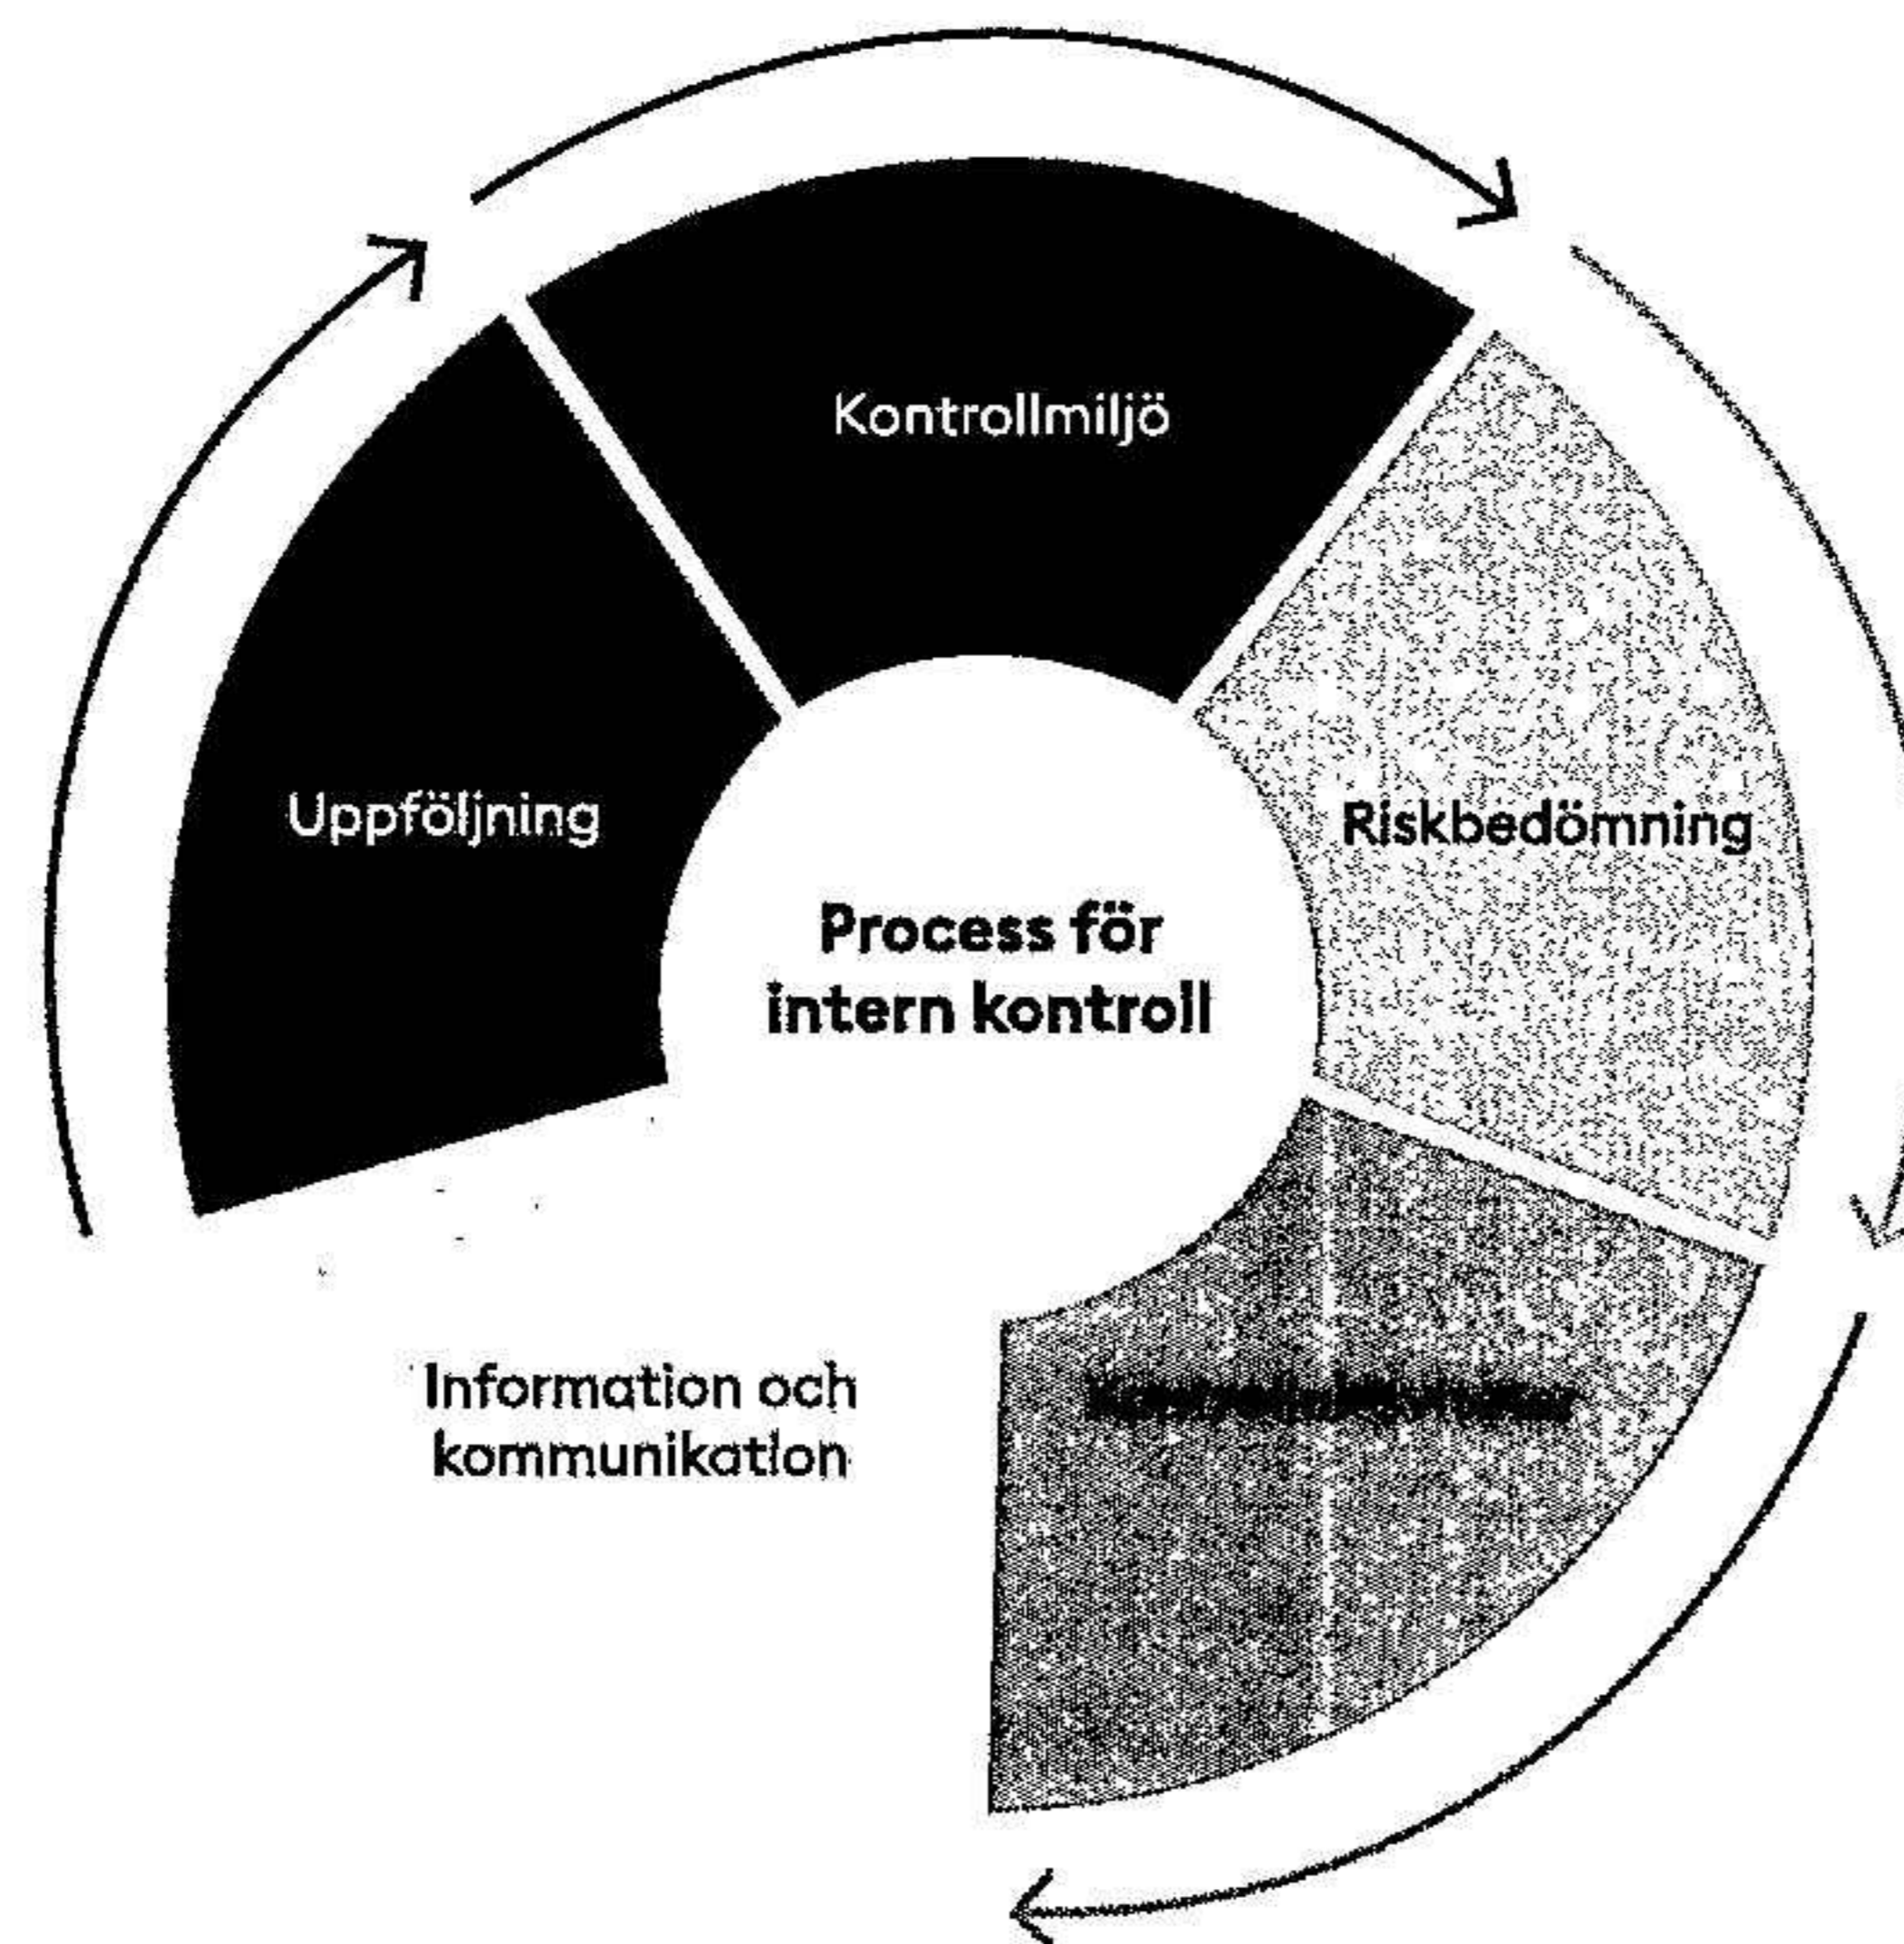 Kontrollmiljö
Uppföljning
Riskbedömning
Process för
intern kontroll
Information och
kommunikation